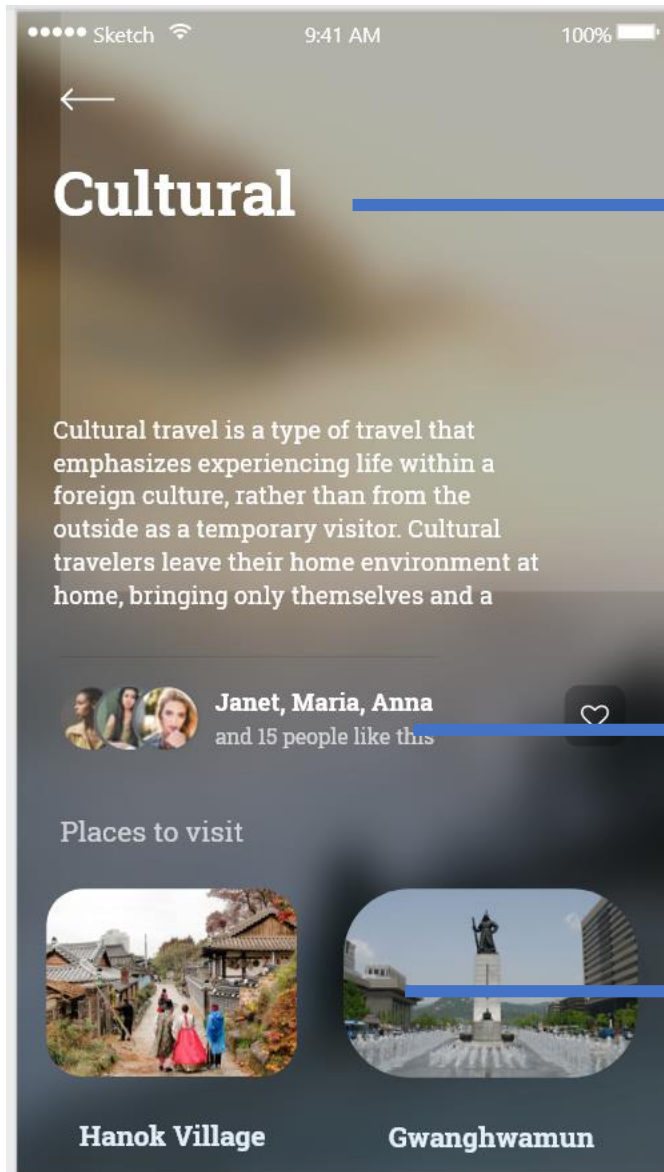 Sketch 9:41 AM 100%
Cultural
Cultural travel is a type of travel that
emphasizes experiencing life within a
foreign culture, rather than from the
outside as a temporary visitor. Cultural
travelers leave their home environment at
home, bringing only themselves and a
Janet, Maria, Anna
and 15 people like this
Places to visit
Hanok Village Gwanghwamun